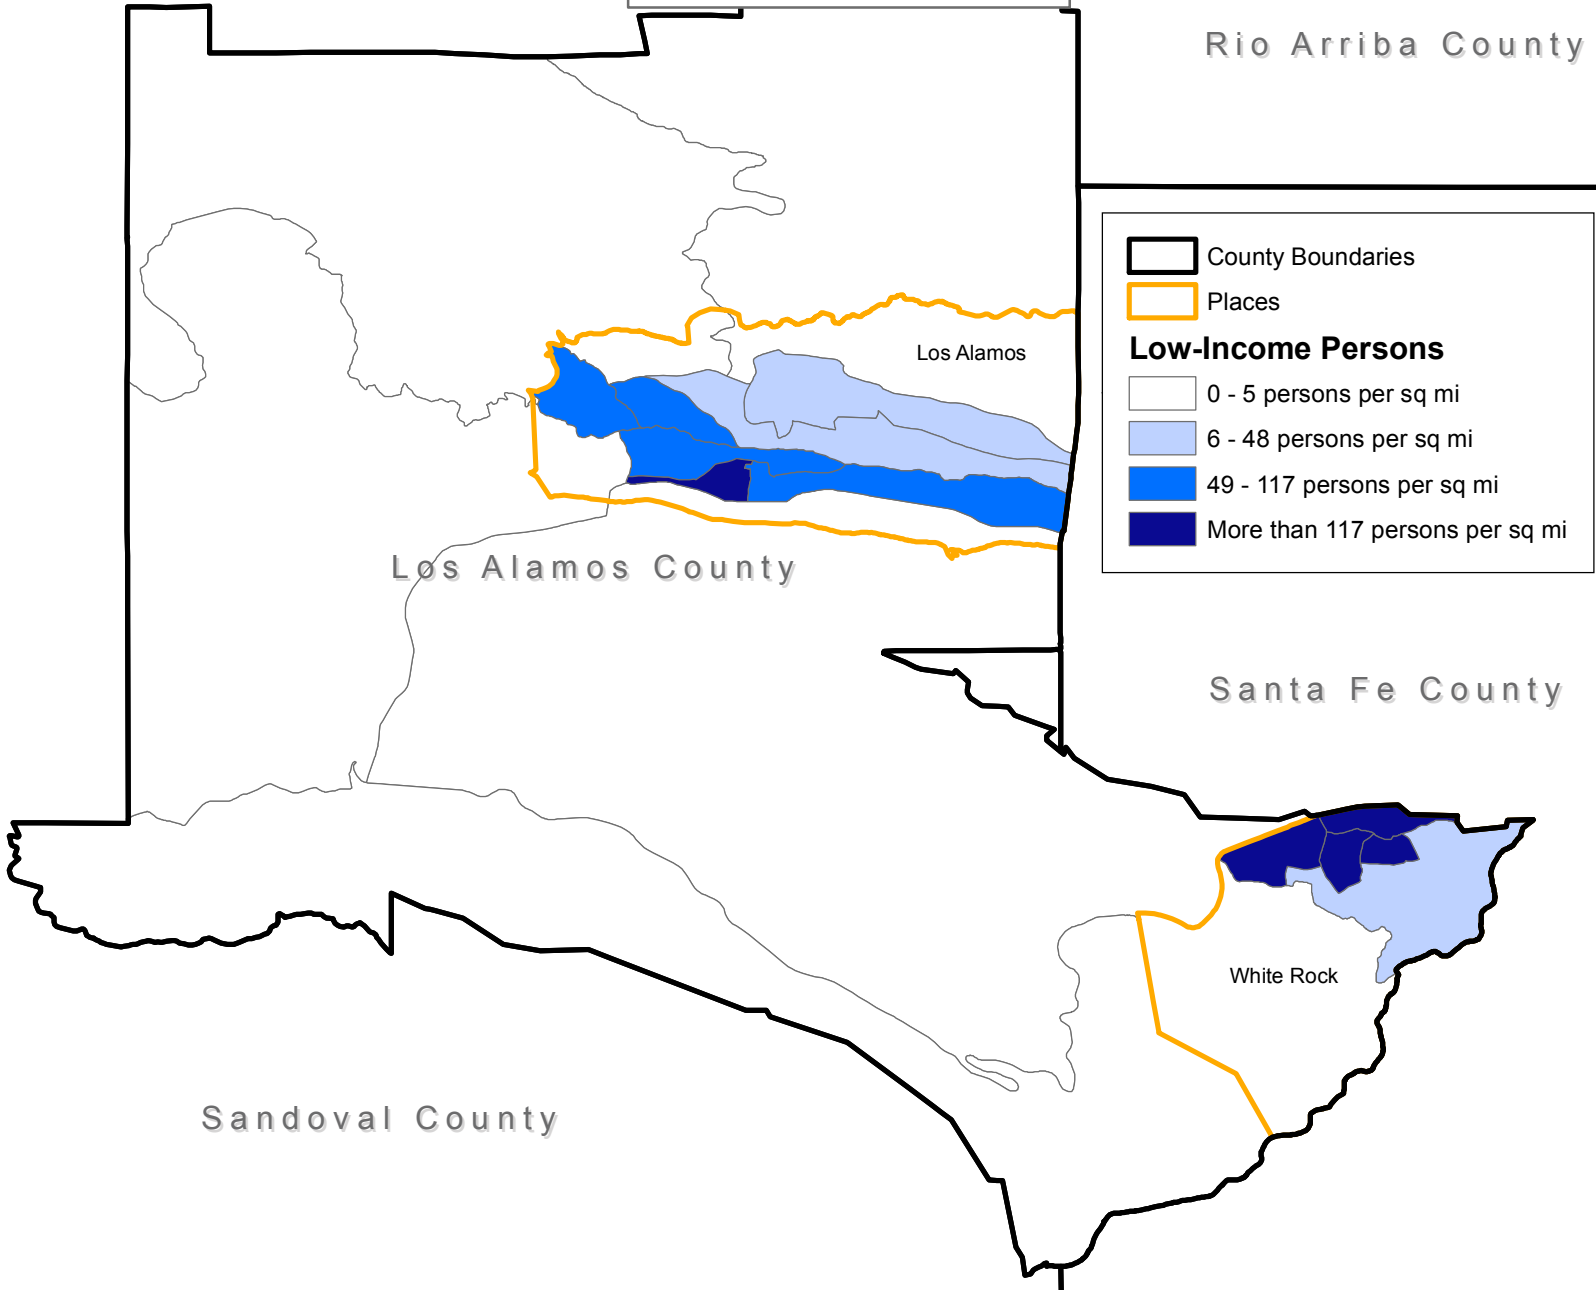 Rio Arriba County
County Boundaries
Places
Low-Income Persons
0 - 5 persons per sq mi
6 - 48 persons per sq mi
49 - 117 persons per sq mi
More than 117 persons per sq mi
Los Alamos
Los Alamos County
Santa Fe County
White Rock
Sandoval County